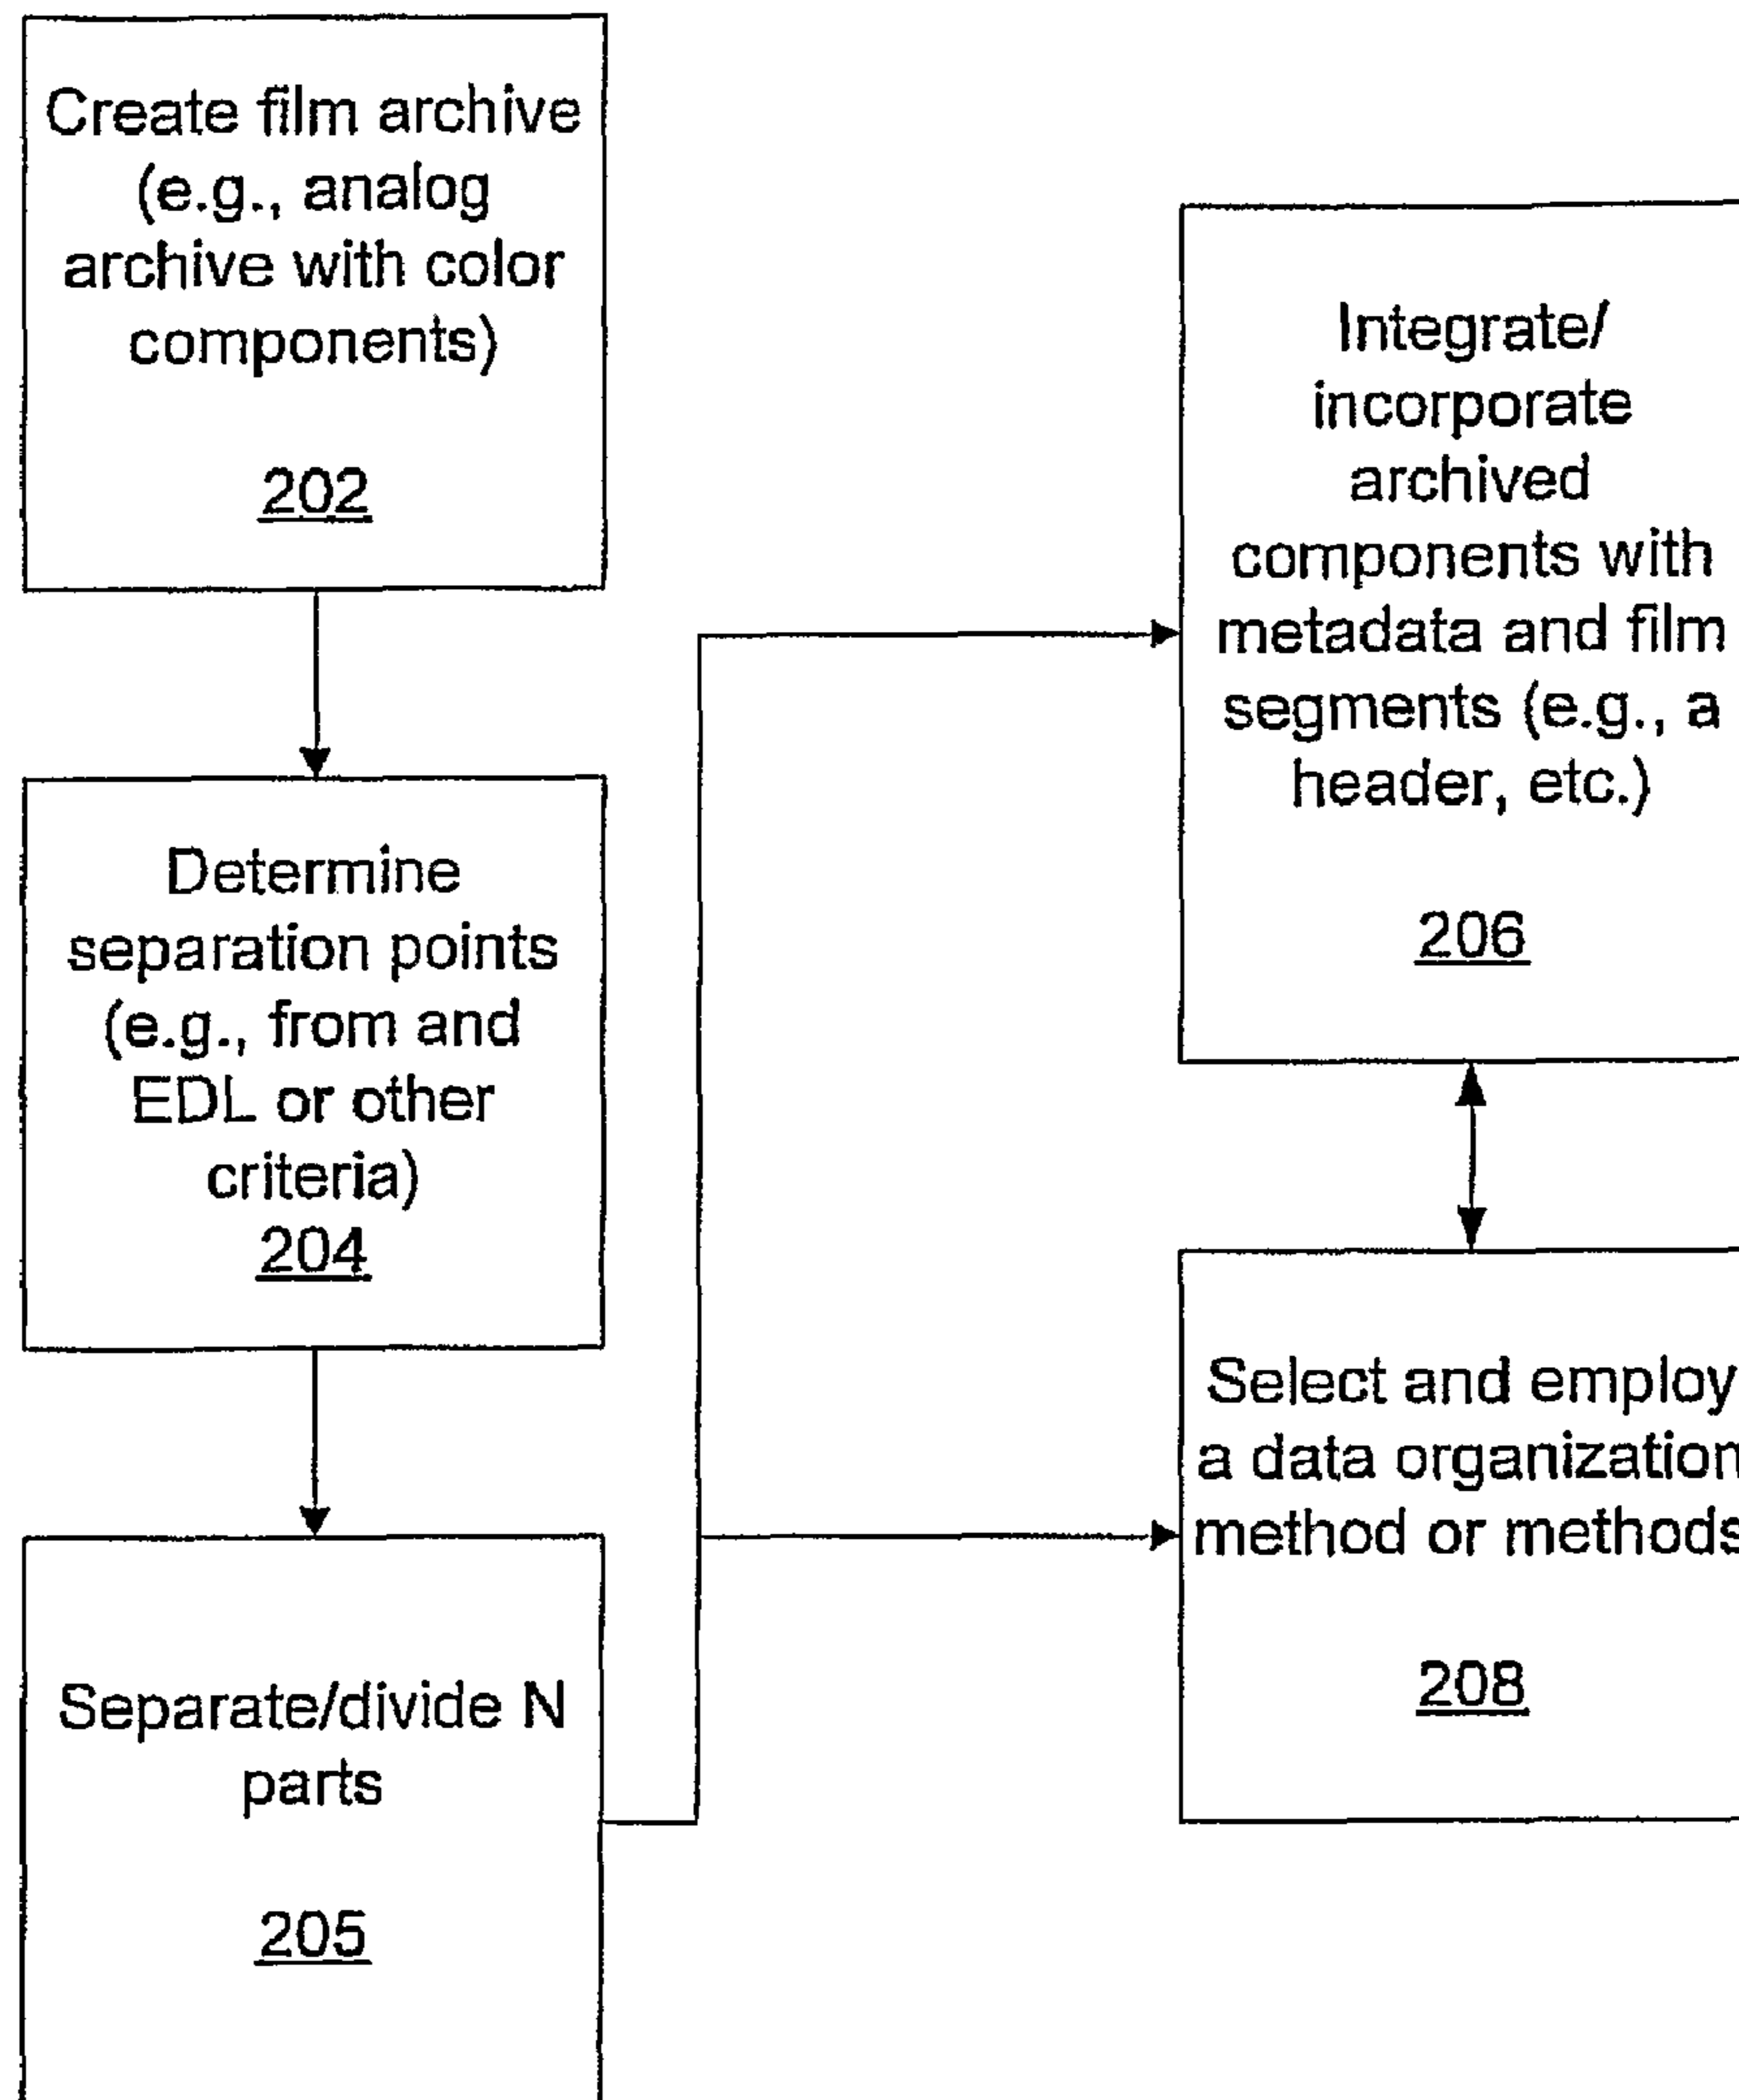 Create film archive
(e.g., analog
archive with color
components)
202
Determine
separation points
(e.g., from and
EDL or other
criteria)
204
Separate/divide N
parts
205
Integrate/
incorporate
archived
components with
metadata and film
segments (e.g., a
header, etc.)
206
Select and employ
a data organization
method or methods
208